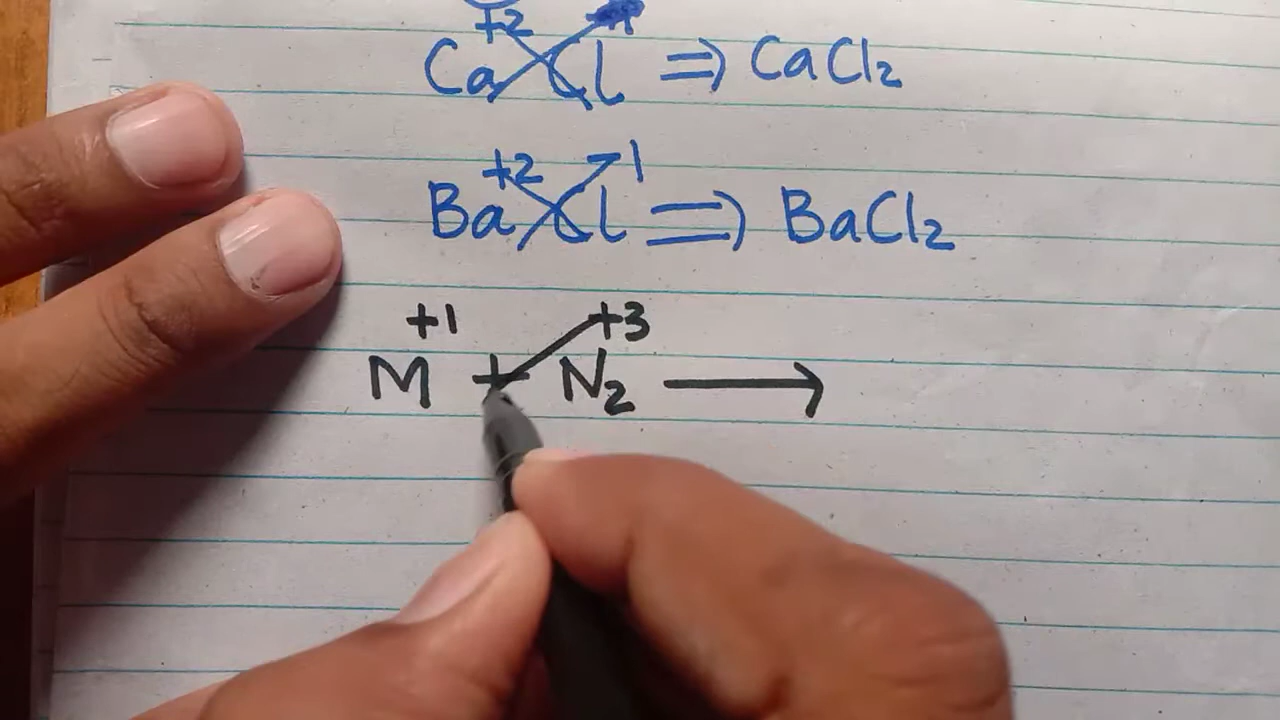 +2
Ca Cl ⇒ CaCl2
+2 -1
Ba Cl ⇒ BaCl2
+1 +3
M + N2 →